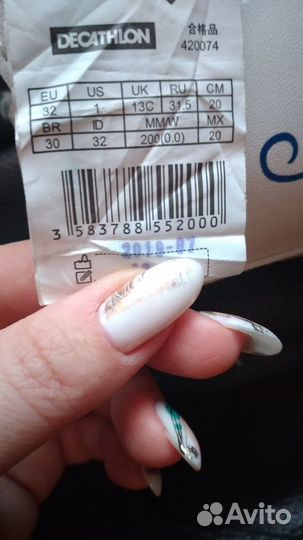 DECATHLON
合格品
420074
EU US UK RU CM
32 1 13C 31.5 20
BR ID MM/W MX
30 32 200(0.0) 20
3 583788 552000
2019-07
Avito